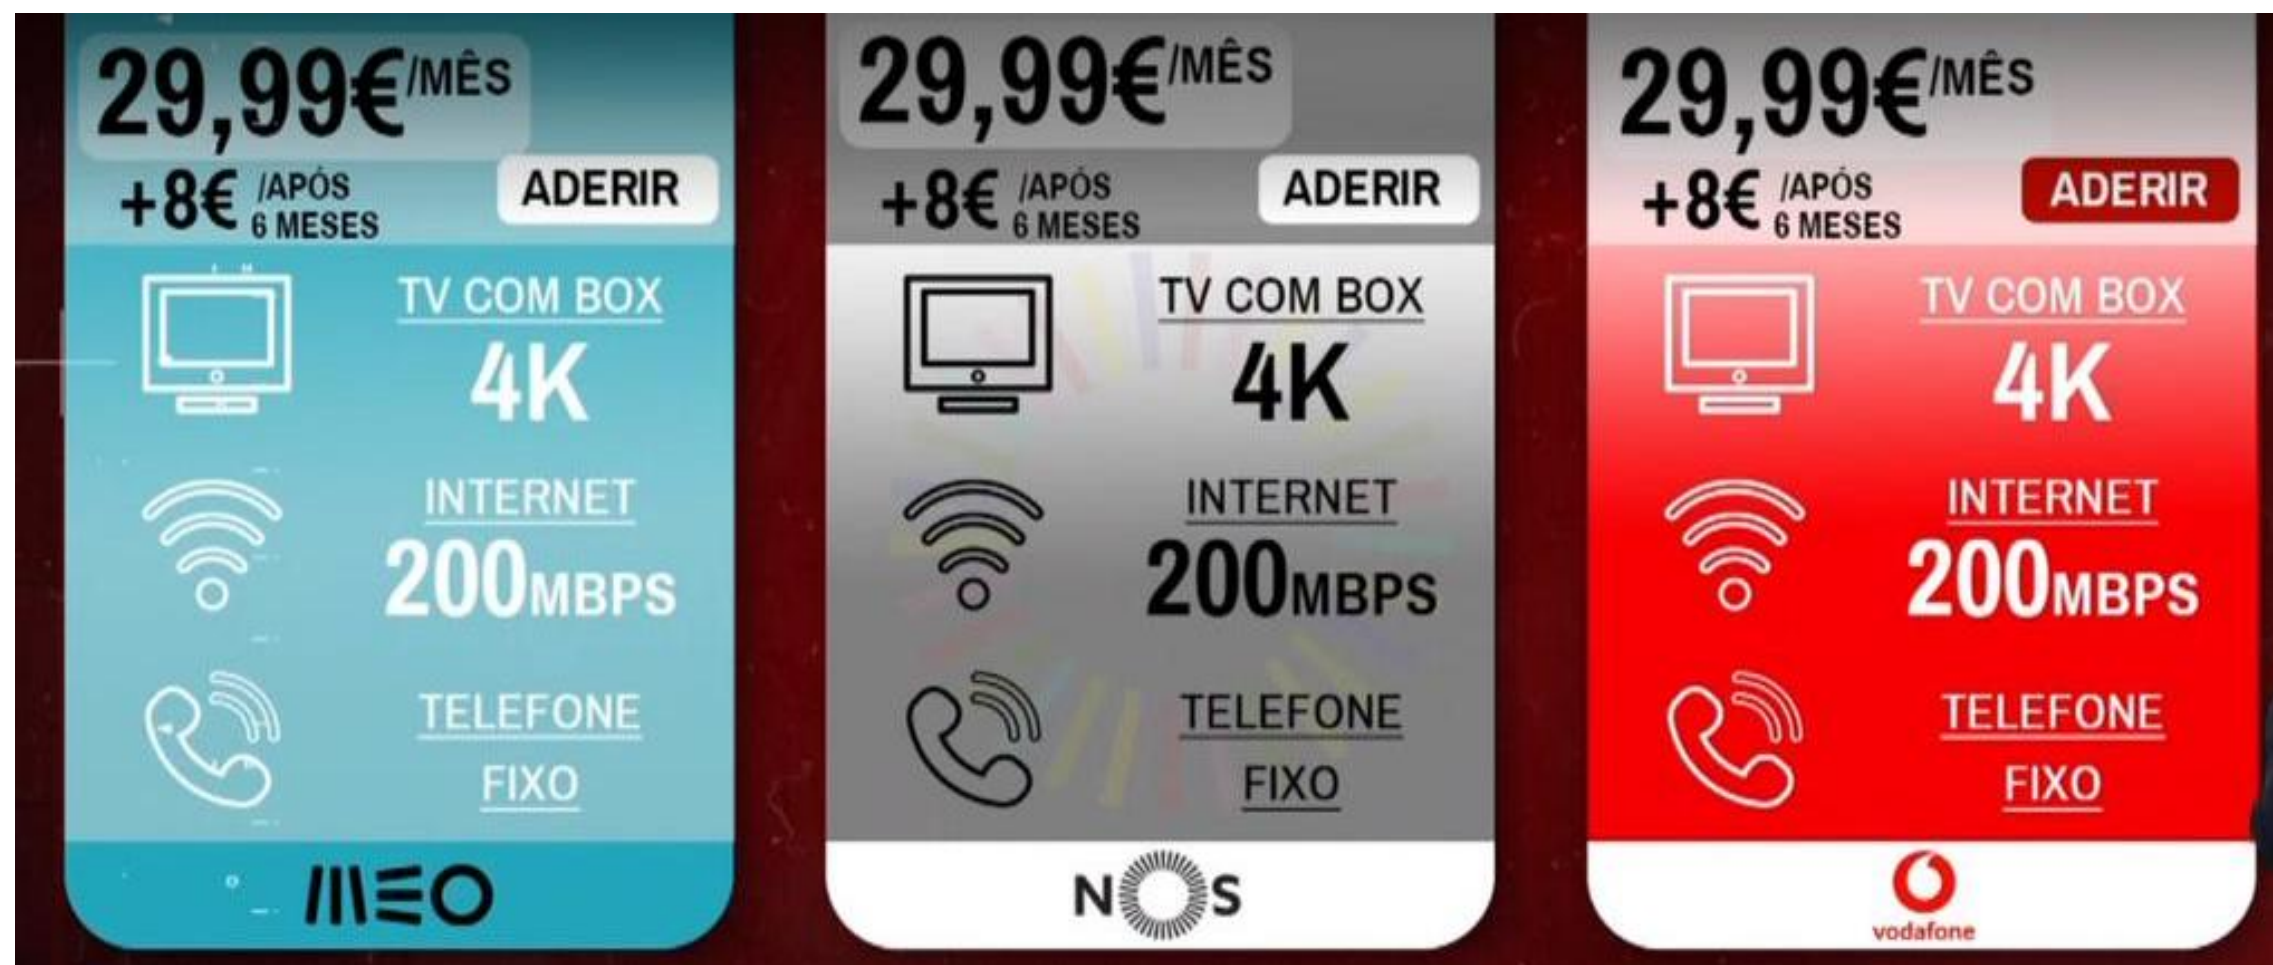 29,99€/MÊS
+8€ /APÓS
6 MESES
ADERIR
TV COM BOX
4K
INTERNET
200MBPS
TELEFONE
FIXO
MEO
29,99€/MÊS
+8€ /APÓS
6 MESES
ADERIR
TV COM BOX
4K
INTERNET
200MBPS
TELEFONE
FIXO
NOS
29,99€/MÊS
+8€ /APÓS
6 MESES
ADERIR
TV COM BOX
4K
INTERNET
200MBPS
TELEFONE
FIXO
vodafone